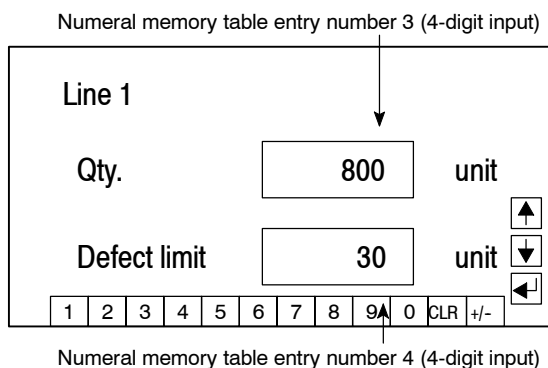 Numeral memory table entry number 3 (4-digit input)
Line 1
Qty. 800 unit
Defect limit 30 unit
1 2 3 4 5 6 7 8 9 0 CLR +/-
Numeral memory table entry number 4 (4-digit input)